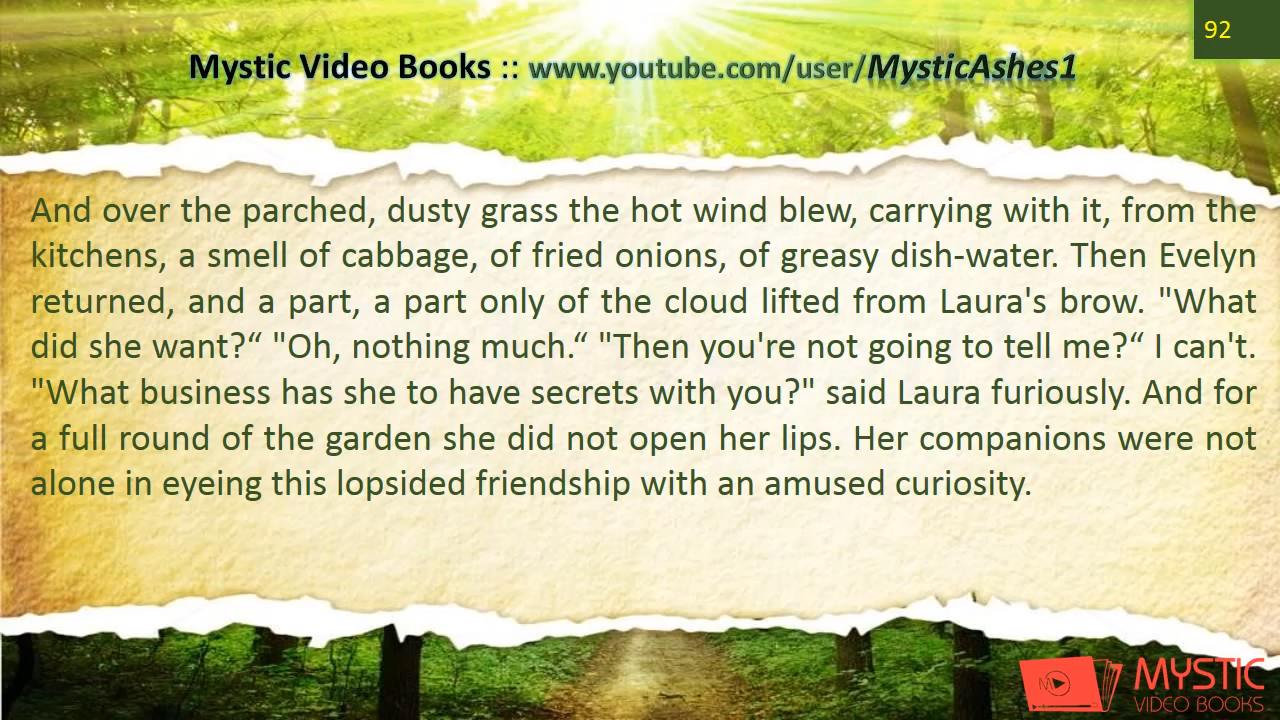 92
Mystic Video Books :: www.youtube.com/user/MysticAshes1
And over the parched, dusty grass the hot wind blew, carrying with it, from the
kitchens, a smell of cabbage, of fried onions, of greasy dish-water. Then Evelyn
returned, and a part, a part only of the cloud lifted from Laura's brow. "What
did she want?“ "Oh, nothing much.“ "Then you're not going to tell me?“ I can't.
"What business has she to have secrets with you?" said Laura furiously. And for
a full round of the garden she did not open her lips. Her companions were not
alone in eyeing this lopsided friendship with an amused curiosity.
M
MYSTIC
VIDEO BOOKS